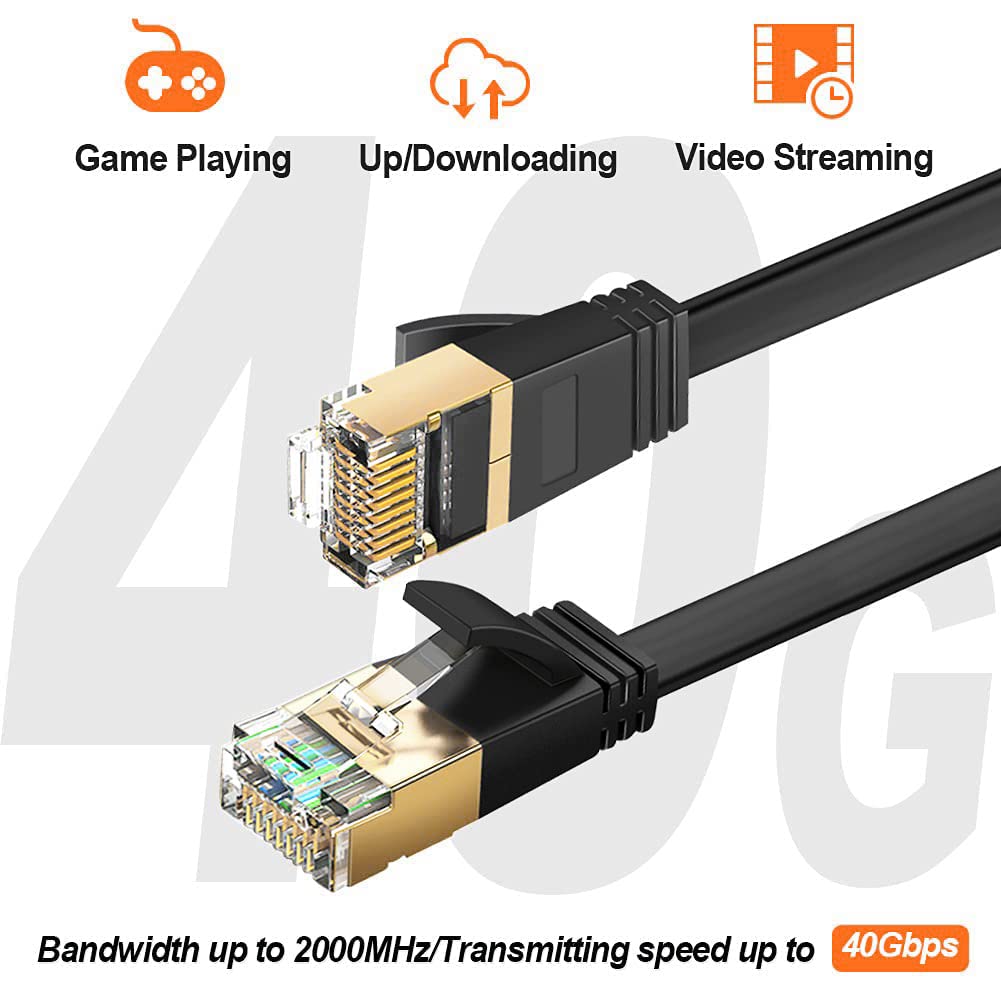 Game Playing
Up/Downloading
Video Streaming
40G
Bandwidth up to 2000MHz/Transmitting speed up to 40Gbps